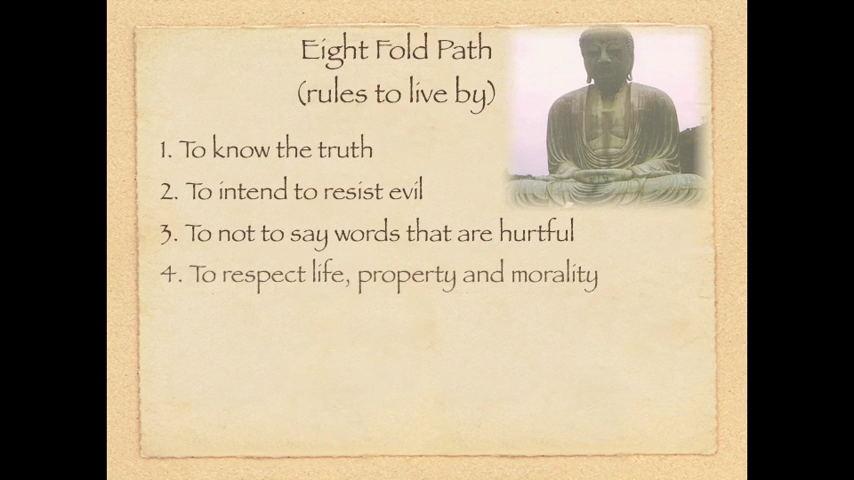 Eight Fold Path
(rules to live by)
1. To know the truth
2. To intend to resist evil
3. To not to say words that are hurtful
4. To respect life, property and morality